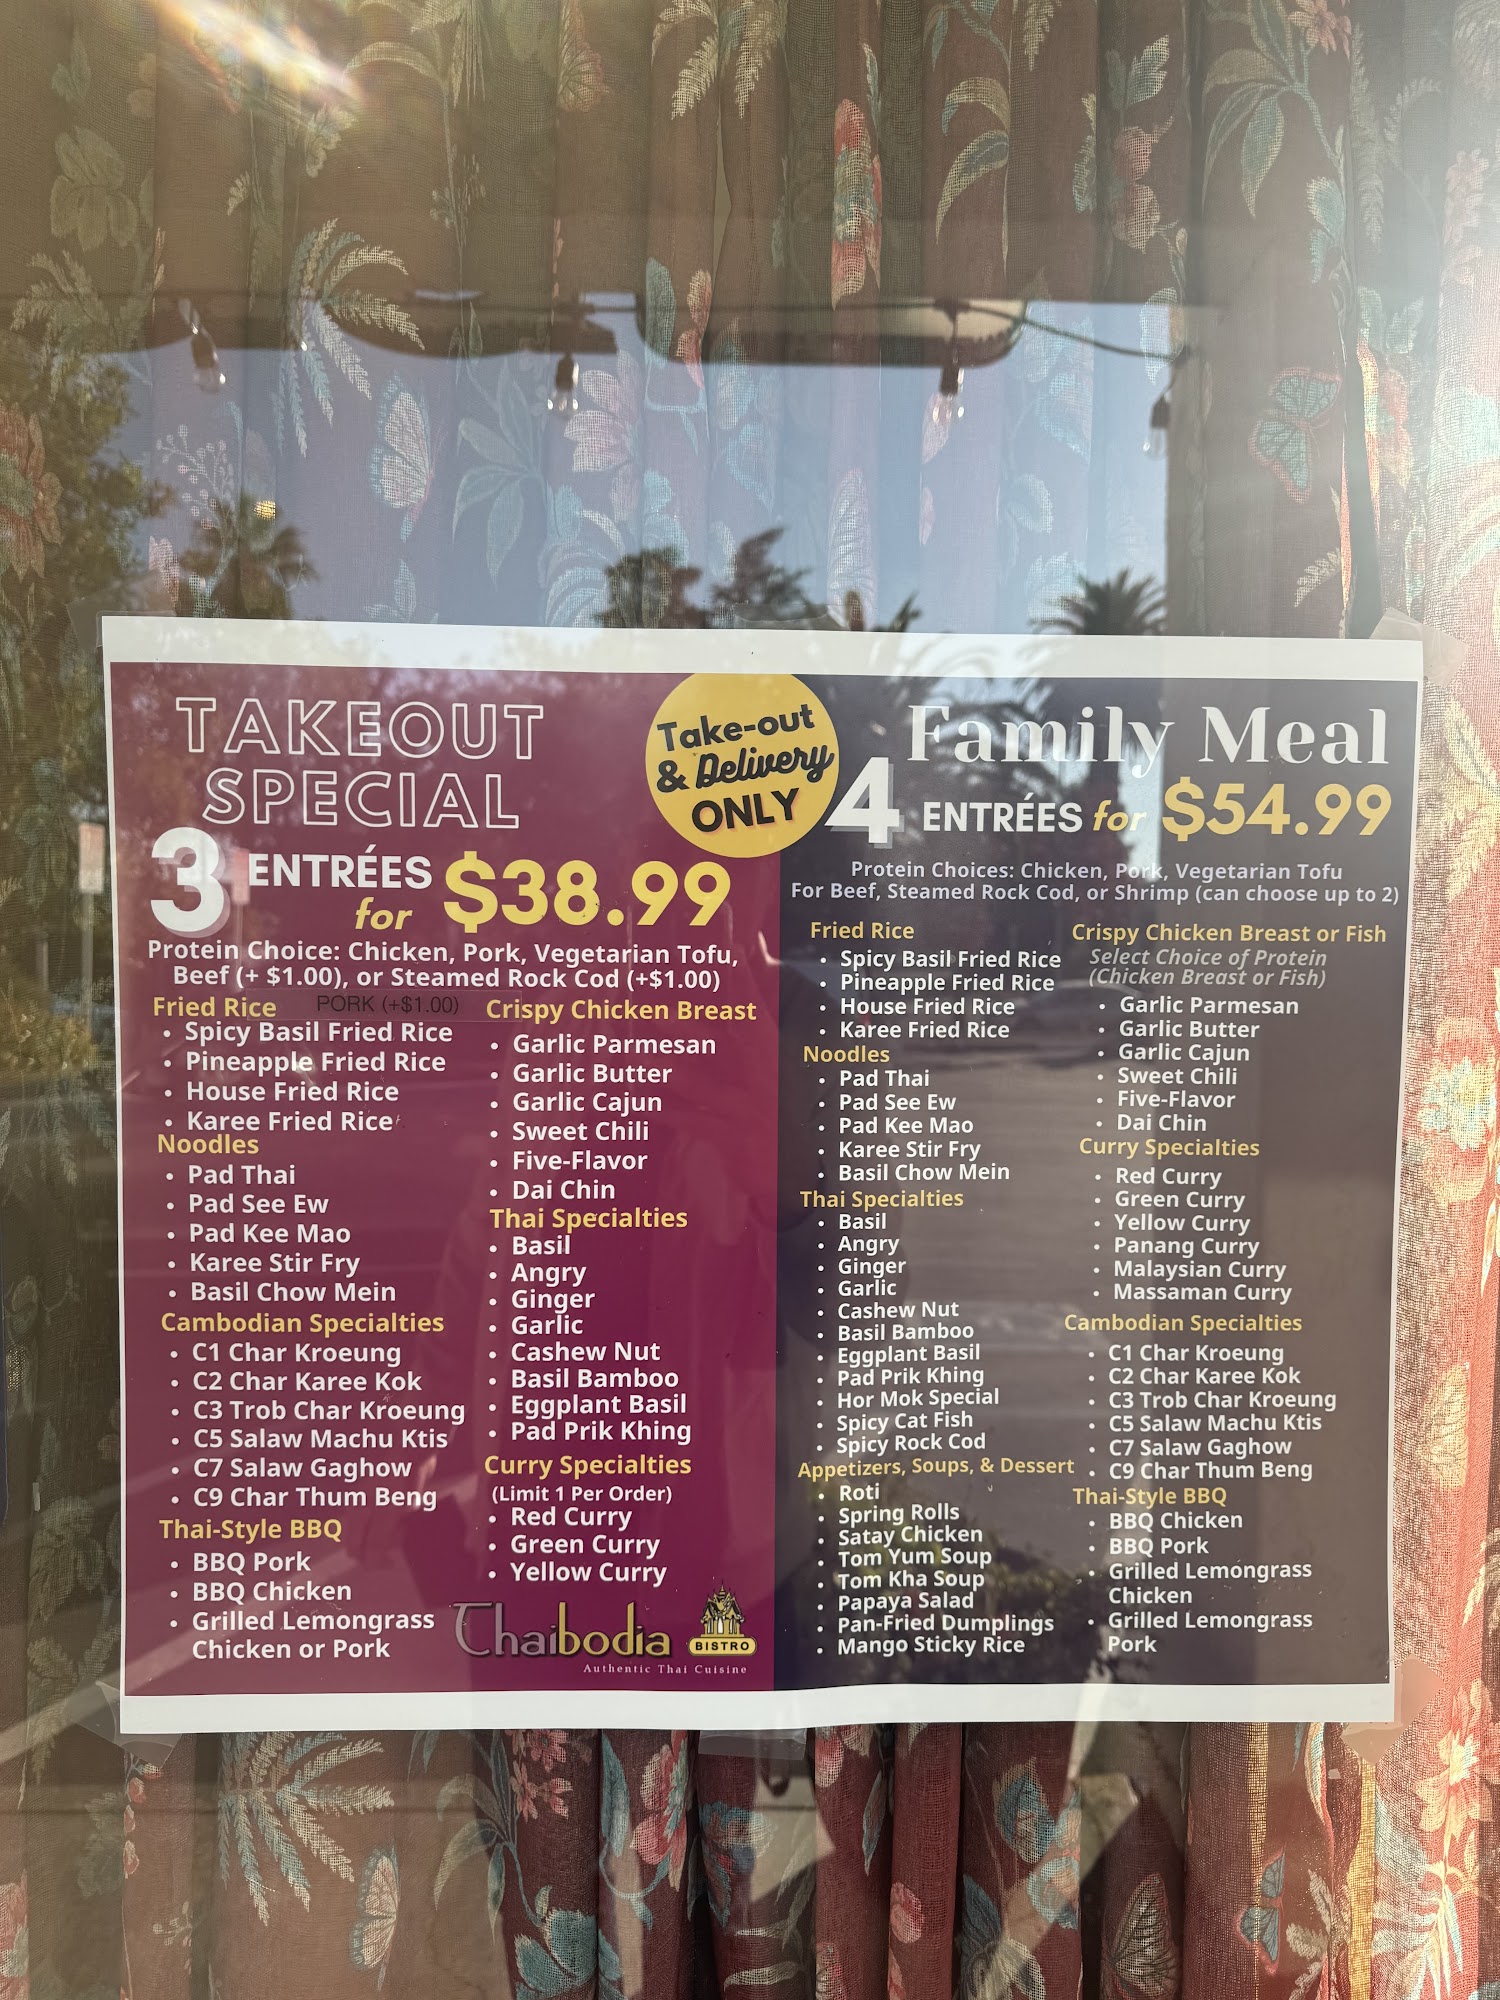 TAKEOUT
SPECIAL
3 ENTRÉES
for $38.99
Protein Choice: Chicken, Pork, Vegetarian Tofu,
Beef (+ $1.00), or Steamed Rock Cod (+$1.00)
PORK (+$1.00)
Fried Rice
• Spicy Basil Fried Rice
• Pineapple Fried Rice
• House Fried Rice
• Karee Fried Rice
Noodles
• Pad Thai
• Pad See Ew
• Pad Kee Mao
• Karee Stir Fry
• Basil Chow Mein
Cambodian Specialties
• C1 Char Kroeung
• C2 Char Karee Kok
• C3 Trob Char Kroeung
• C5 Salaw Machu Ktis
• C7 Salaw Gaghow
• C9 Char Thum Beng
Thai-Style BBQ
• BBQ Pork
• BBQ Chicken
• Grilled Lemongrass
Chicken or Pork
Crispy Chicken Breast
• Garlic Parmesan
• Garlic Butter
• Garlic Cajun
• Sweet Chili
• Five-Flavor
• Dai Chin
Thai Specialties
• Basil
• Angry
• Ginger
• Garlic
• Cashew Nut
• Basil Bamboo
• Eggplant Basil
• Pad Prik Khing
Curry Specialties
(Limit 1 Per Order)
• Red Curry
• Green Curry
• Yellow Curry
Thaibodia
BISTRO
Authentic Thai Cuisine
Take-out
& Delivery
ONLY
Family Meal
4 ENTRÉES for $54.99
Protein Choices: Chicken, Pork, Vegetarian Tofu
For Beef, Steamed Rock Cod, or Shrimp (can choose up to 2)
Fried Rice
• Spicy Basil Fried Rice
• Pineapple Fried Rice
• House Fried Rice
• Karee Fried Rice
Noodles
• Pad Thai
• Pad See Ew
• Pad Kee Mao
• Karee Stir Fry
• Basil Chow Mein
Thai Specialties
• Basil
• Angry
• Ginger
• Garlic
• Cashew Nut
• Basil Bamboo
• Eggplant Basil
• Pad Prik Khing
• Hor Mok Special
• Spicy Cat Fish
• Spicy Rock Cod
Appetizers, Soups, & Dessert
• Roti
• Spring Rolls
• Satay Chicken
• Tom Yum Soup
• Tom Kha Soup
• Papaya Salad
• Pan-Fried Dumplings
• Mango Sticky Rice
Crispy Chicken Breast or Fish
Select Choice of Protein
(Chicken Breast or Fish)
• Garlic Parmesan
• Garlic Butter
• Garlic Cajun
• Sweet Chili
• Five-Flavor
• Dai Chin
Curry Specialties
• Red Curry
• Green Curry
• Yellow Curry
• Panang Curry
• Malaysian Curry
• Massaman Curry
Cambodian Specialties
• C1 Char Kroeung
• C2 Char Karee Kok
• C3 Trob Char Kroeung
• C5 Salaw Machu Ktis
• C7 Salaw Gaghow
• C9 Char Thum Beng
Thai-Style BBQ
• BBQ Chicken
• BBQ Pork
• Grilled Lemongrass
Chicken
• Grilled Lemongrass
Pork